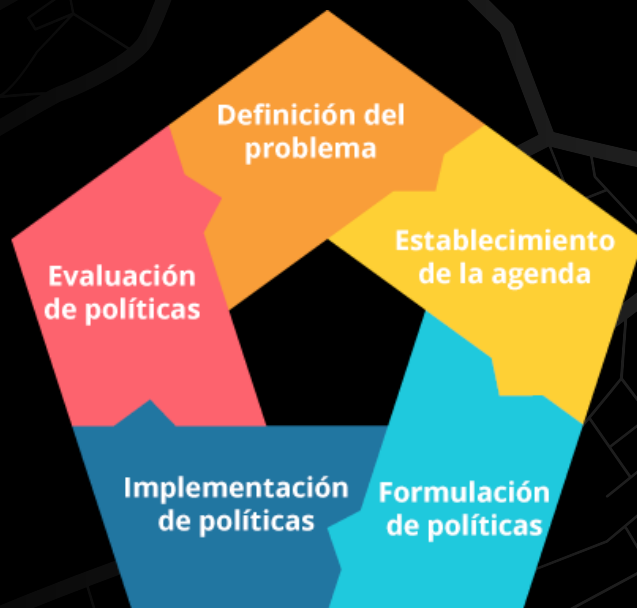 Definición del
problema
Establecimiento
de la agenda
Formulación
de políticas
Implementación
de políticas
Evaluación
de políticas